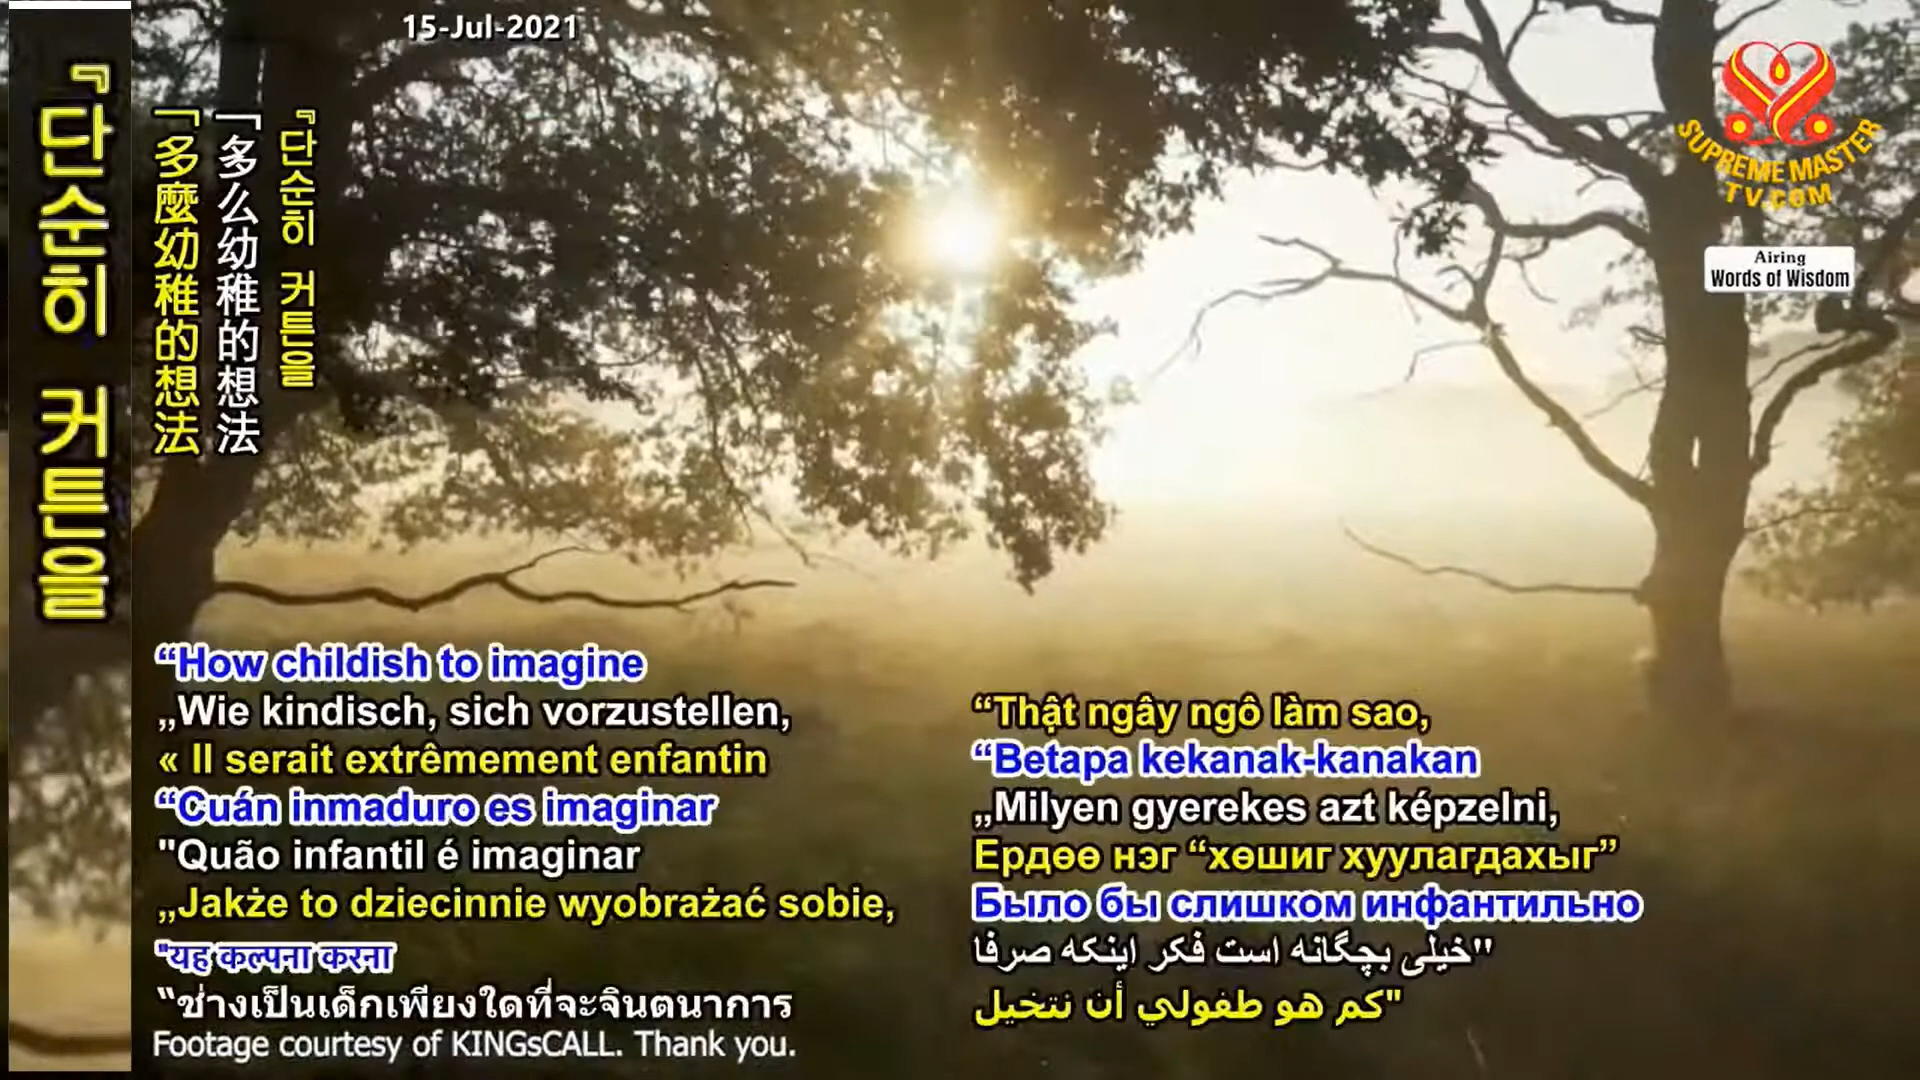 15-Jul-2021
『단순히 커튼을
「多麼幼稚的想法
「多么幼稚的想法
『단순히 커튼을
SUPREME MASTER
TV.COM
Airing
Words of Wisdom
“How childish to imagine
„Wie kindisch, sich vorzustellen,
« Il serait extrêmement enfantin
“Cuán inmaduro es imaginar
"Quão infantil é imaginar
„Jakże to dziecinnie wyobrażać sobie,
"यह कल्पना करना
“ช่างเป็นเด็กเพียงใดที่จะจินตนาการ
Footage courtesy of KINGsCALL. Thank you.
“Thật ngây ngô làm sao,
“Betapa kekanak-kanakan
„Milyen gyerekes azt képzelni,
Ердөө нэг “хөшиг хуулагдахыг”
Было бы слишком инфантильно
"خیلی بچگانه است فکر اینکه صرفا
"كم هو طفولي أن نتخيل